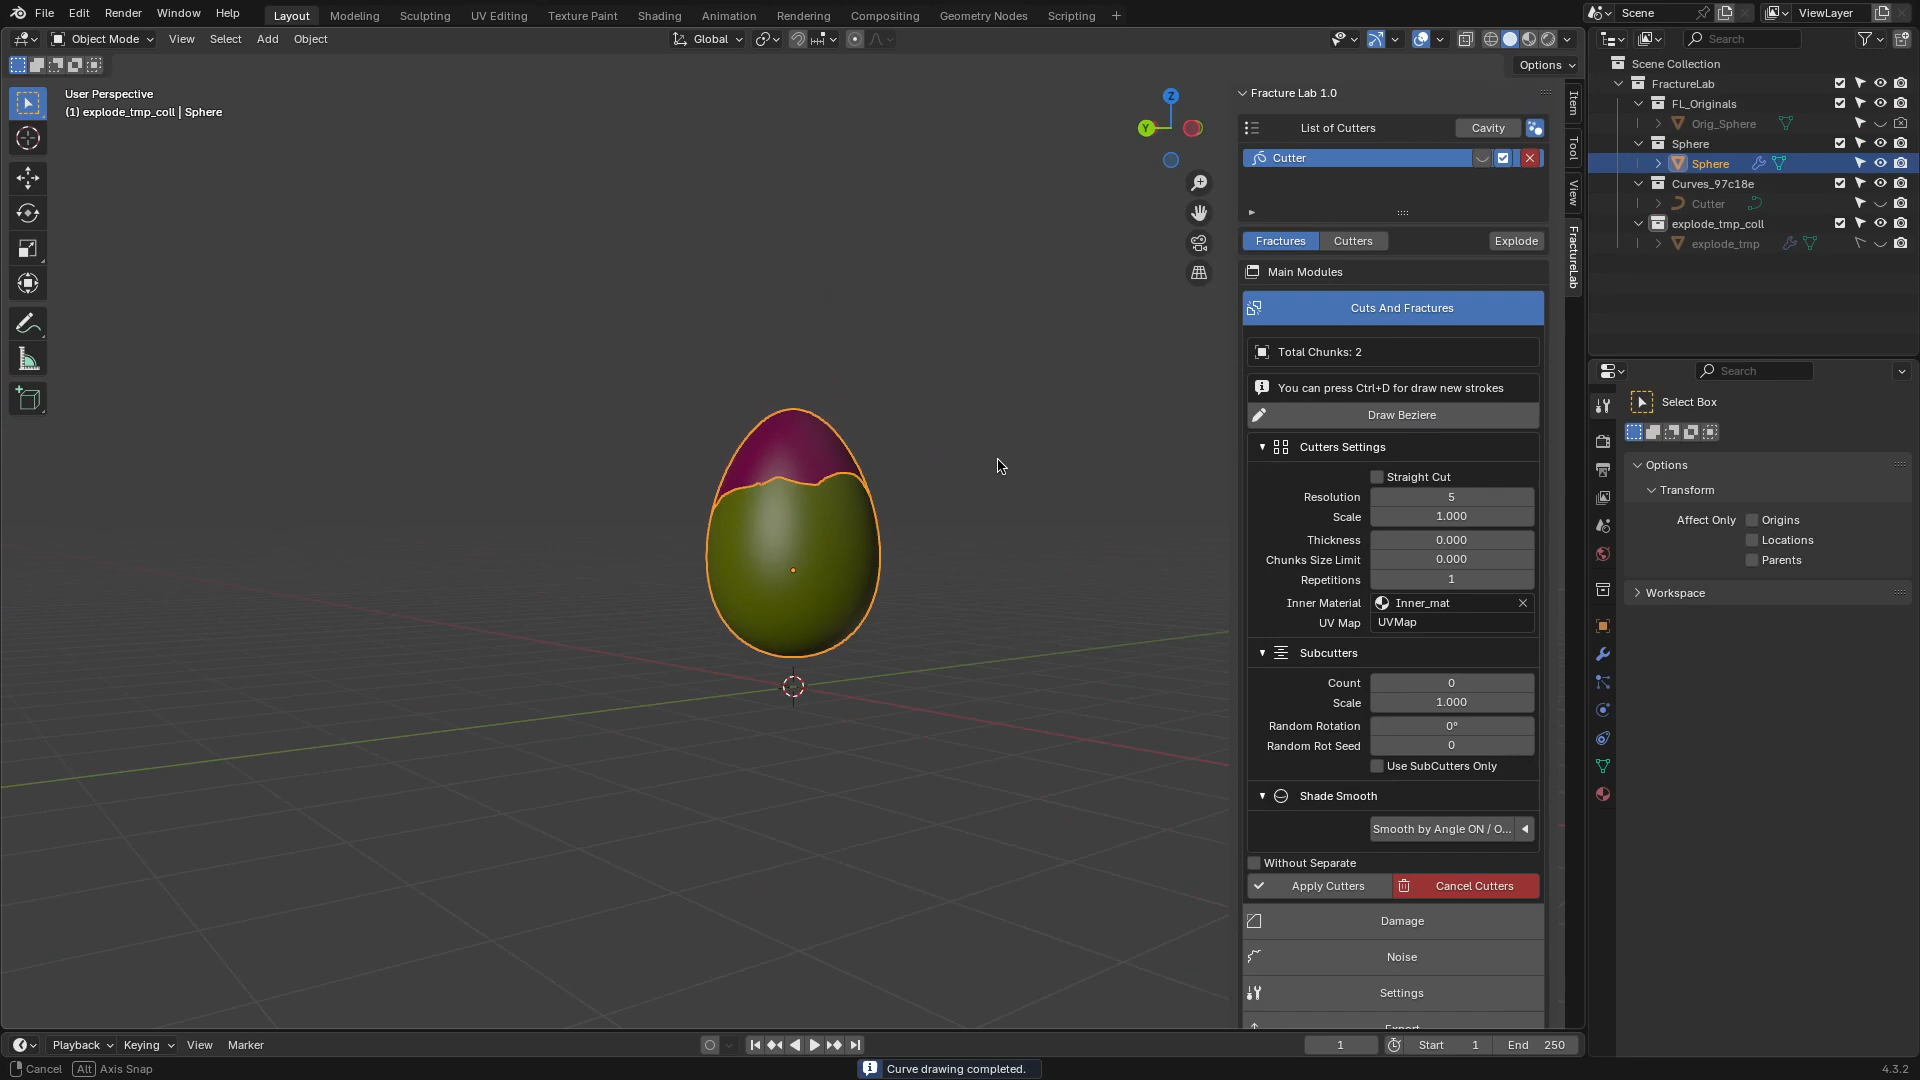 File Edit Render Window Help Layout Modeling Sculpting UV Editing Texture Paint Shading Animation Rendering Compositing Geometry Nodes Scripting Scene ViewLayer
Object Mode View Select Add Object Global Search
Options
User Perspective
(1) explode_tmp_coll | Sphere
Z
Y
Fracture Lab 1.0
List of Cutters Cavity
Cutter
Fractures Cutters Explode
Main Modules
Cuts And Fractures
Total Chunks: 2
You can press Ctrl+D for draw new strokes
Draw Beziere
Cutters Settings
Straight Cut
Resolution 5
Scale 1.000
Thickness 0.000
Chunks Size Limit 0.000
Repetitions 1
Inner Material Inner_mat
UV Map UVMap
Subcutters
Count 0
Scale 1.000
Random Rotation 0°
Random Rot Seed 0
Use SubCutters Only
Shade Smooth
Smooth by Angle ON / O...
Without Separate
Apply Cutters Cancel Cutters
Damage
Noise
Settings
Item
Tool
View
FractureLab
Scene Collection
FractureLab
FL_Originals
Orig_Sphere
Sphere
Sphere
Curves_97c18e
Cutter
explode_tmp_coll
explode_tmp
Search
Select Box
Options
Transform
Affect Only Origins
Locations
Parents
Workspace
Playback Keying View Marker 1 Start 1 End 250
Cancel Alt Axis Snap Curve drawing completed. 4.3.2